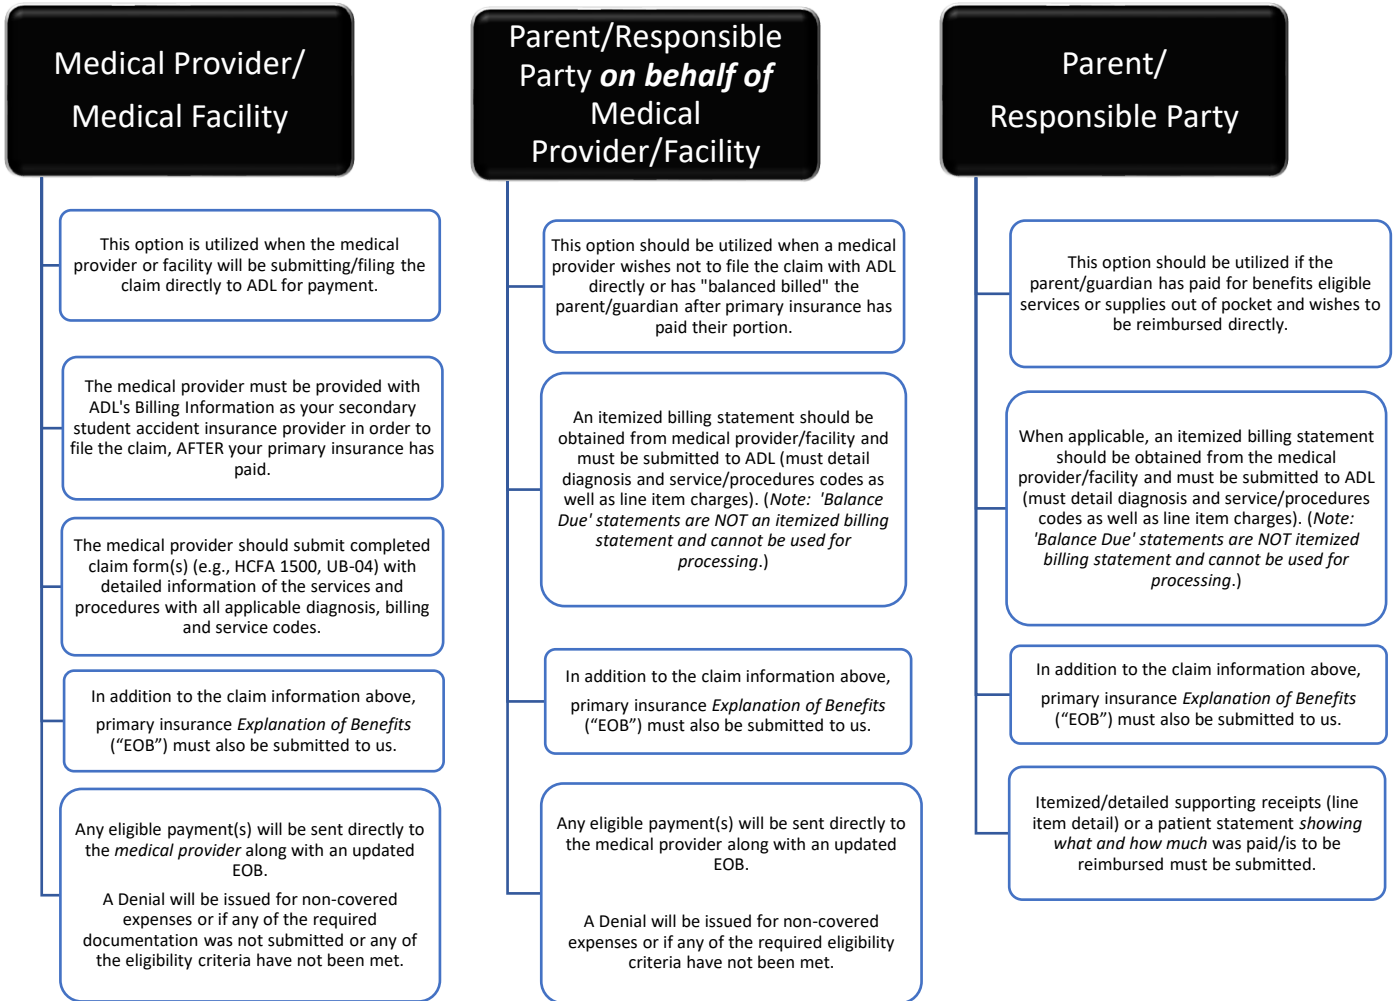 Medical Provider/
Medical Facility
This option is utilized when the medical
provider or facility will be submitting/filing the
claim directly to ADL for payment.
The medical provider must be provided with
ADL's Billing Information as your secondary
student accident insurance provider in order to
file the claim, AFTER your primary insurance has
paid.
The medical provider should submit completed
claim form(s) (e.g., HCFA 1500, UB-04) with
detailed information of the services and
procedures with all applicable diagnosis, billing
and service codes.
In addition to the claim information above,
primary insurance Explanation of Benefits
(“EOB”) must also be submitted to us.
Any eligible payment(s) will be sent directly to
the medical provider along with an updated
EOB.
A Denial will be issued for non-covered
expenses or if any of the required
documentation was not submitted or any of
the eligibility criteria have not been met.
Parent/Responsible
Party on behalf of
Medical
Provider/Facility
This option should be utilized when a medical
provider wishes not to file the claim with ADL
directly or has "balanced billed" the
parent/guardian after primary insurance has
paid their portion.
An itemized billing statement should be
obtained from medical provider/facility and
must be submitted to ADL (must detail
diagnosis and service/procedures codes as
well as line item charges). (Note:  'Balance
Due' statements are NOT an itemized billing
statement and cannot be used for
processing.)
In addition to the claim information above,
primary insurance Explanation of Benefits
(“EOB”) must also be submitted to us.
Any eligible payment(s) will be sent directly to
the medical provider along with an updated
EOB.
A Denial will be issued for non-covered
expenses or if any of the required eligibility
criteria have not been met.
Parent/
Responsible Party
This option should be utilized if the
parent/guardian has paid for benefits eligible
services or supplies out of pocket and wishes to
be reimbursed directly.
When applicable, an itemized billing statement
should be obtained from the medical
provider/facility and must be submitted to ADL
(must detail diagnosis and service/procedures
codes as well as line item charges). (Note:
'Balance Due' statements are NOT itemized
billing statement and cannot be used for
processing.)
In addition to the claim information above,
primary insurance Explanation of Benefits
(“EOB”) must also be submitted to us.
Itemized/detailed supporting receipts (line
item detail) or a patient statement showing
what and how much was paid/is to be
reimbursed must be submitted.